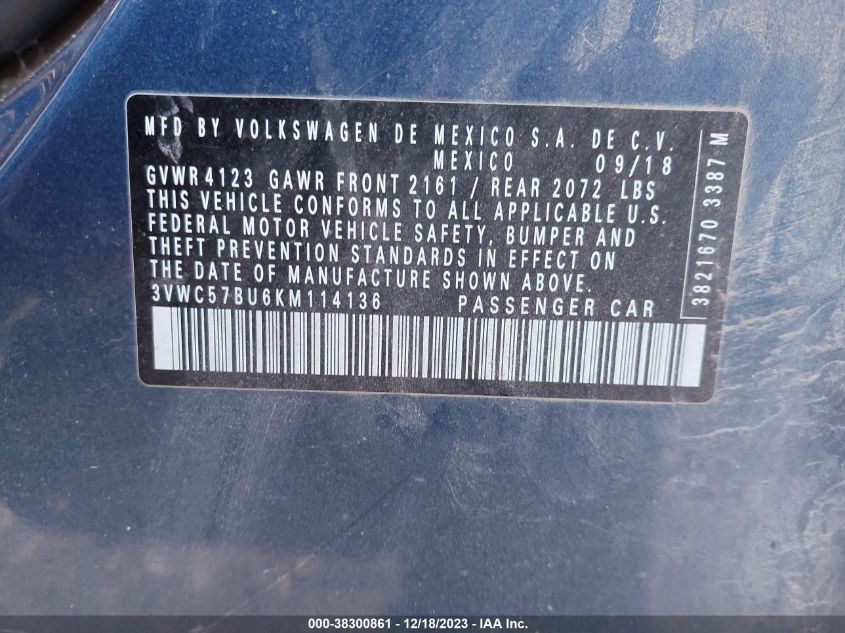 MFD BY VOLKSWAGEN DE MEXICO S.A. DE C.V.
MEXICO 09/18
GVWR 4123 GAWR FRONT 2161 / REAR 2072 LBS
THIS VEHICLE CONFORMS TO ALL APPLICABLE U.S.
FEDERAL MOTOR VEHICLE SAFETY, BUMPER AND
THEFT PREVENTION STANDARDS IN EFFECT ON
THE DATE OF MANUFACTURE SHOWN ABOVE.
3VWC57BU6KM114136 PASSENGER CAR
3821670 3387 M
000-38300861 - 12/18/2023 - IAA Inc.